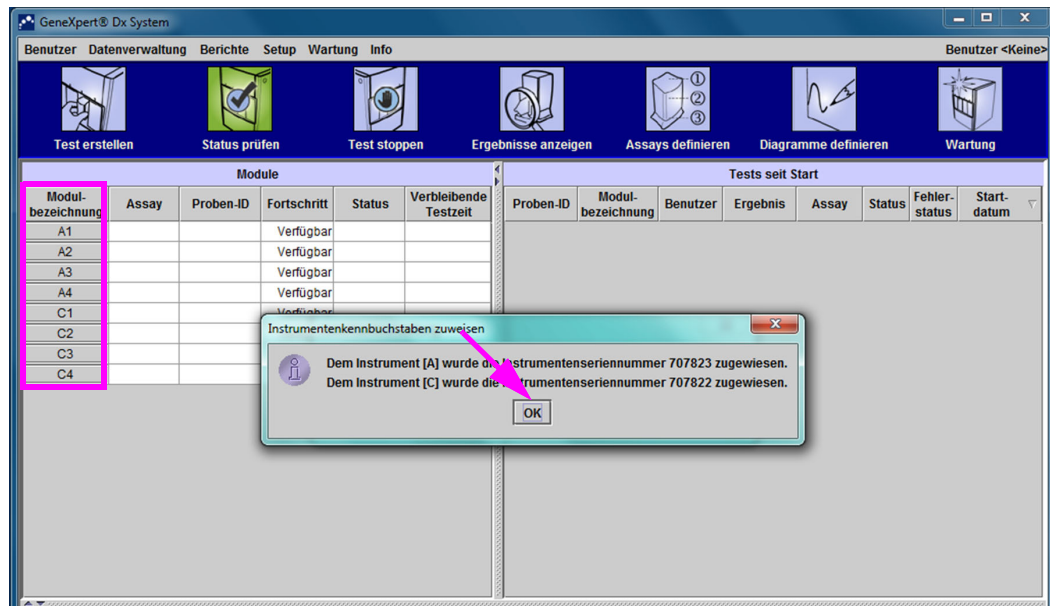 GeneXpert® Dx System
Benutzer Datenverwaltung Berichte Setup Wartung Info Benutzer <Keine>
①
②
③
Test erstellen Status prüfen Test stoppen Ergebnisse anzeigen Assays definieren Diagramme definieren Wartung
Module
Modul-
bezeichnung Assay Proben-ID Fortschritt Status Verbleibende
Testzeit
A1 Verfügbar
A2 Verfügbar
A3 Verfügbar
A4 Verfügbar
C1 Verfügbar
C2
C3
C4
Tests seit Start
Proben-ID Modul-
bezeichnung Benutzer Ergebnis Assay Status Fehler-
status Start-
datum
Instrumentenkennbuchstaben zuweisen
Dem Instrument [A] wurde die Instrumentenseriennummer 707823 zugewiesen.
Dem Instrument [C] wurde die Instrumentenseriennummer 707822 zugewiesen.
OK